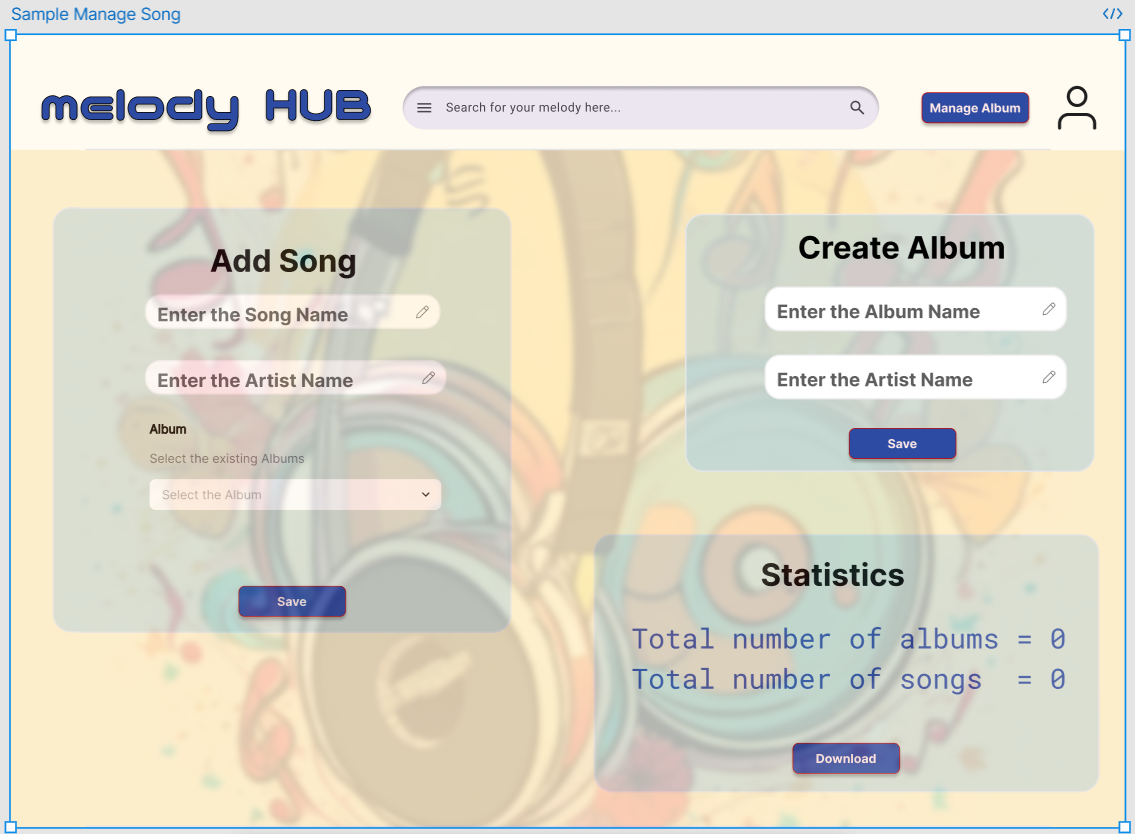 Sample Manage Song
</>
melody HUB
Search for your melody here...
Manage Album
Add Song
Enter the Song Name
Enter the Artist Name
Album
Select the existing Albums
Select the Album
Save
Create Album
Enter the Album Name
Enter the Artist Name
Save
Statistics
Total number of albums = 0
Total number of songs = 0
Download